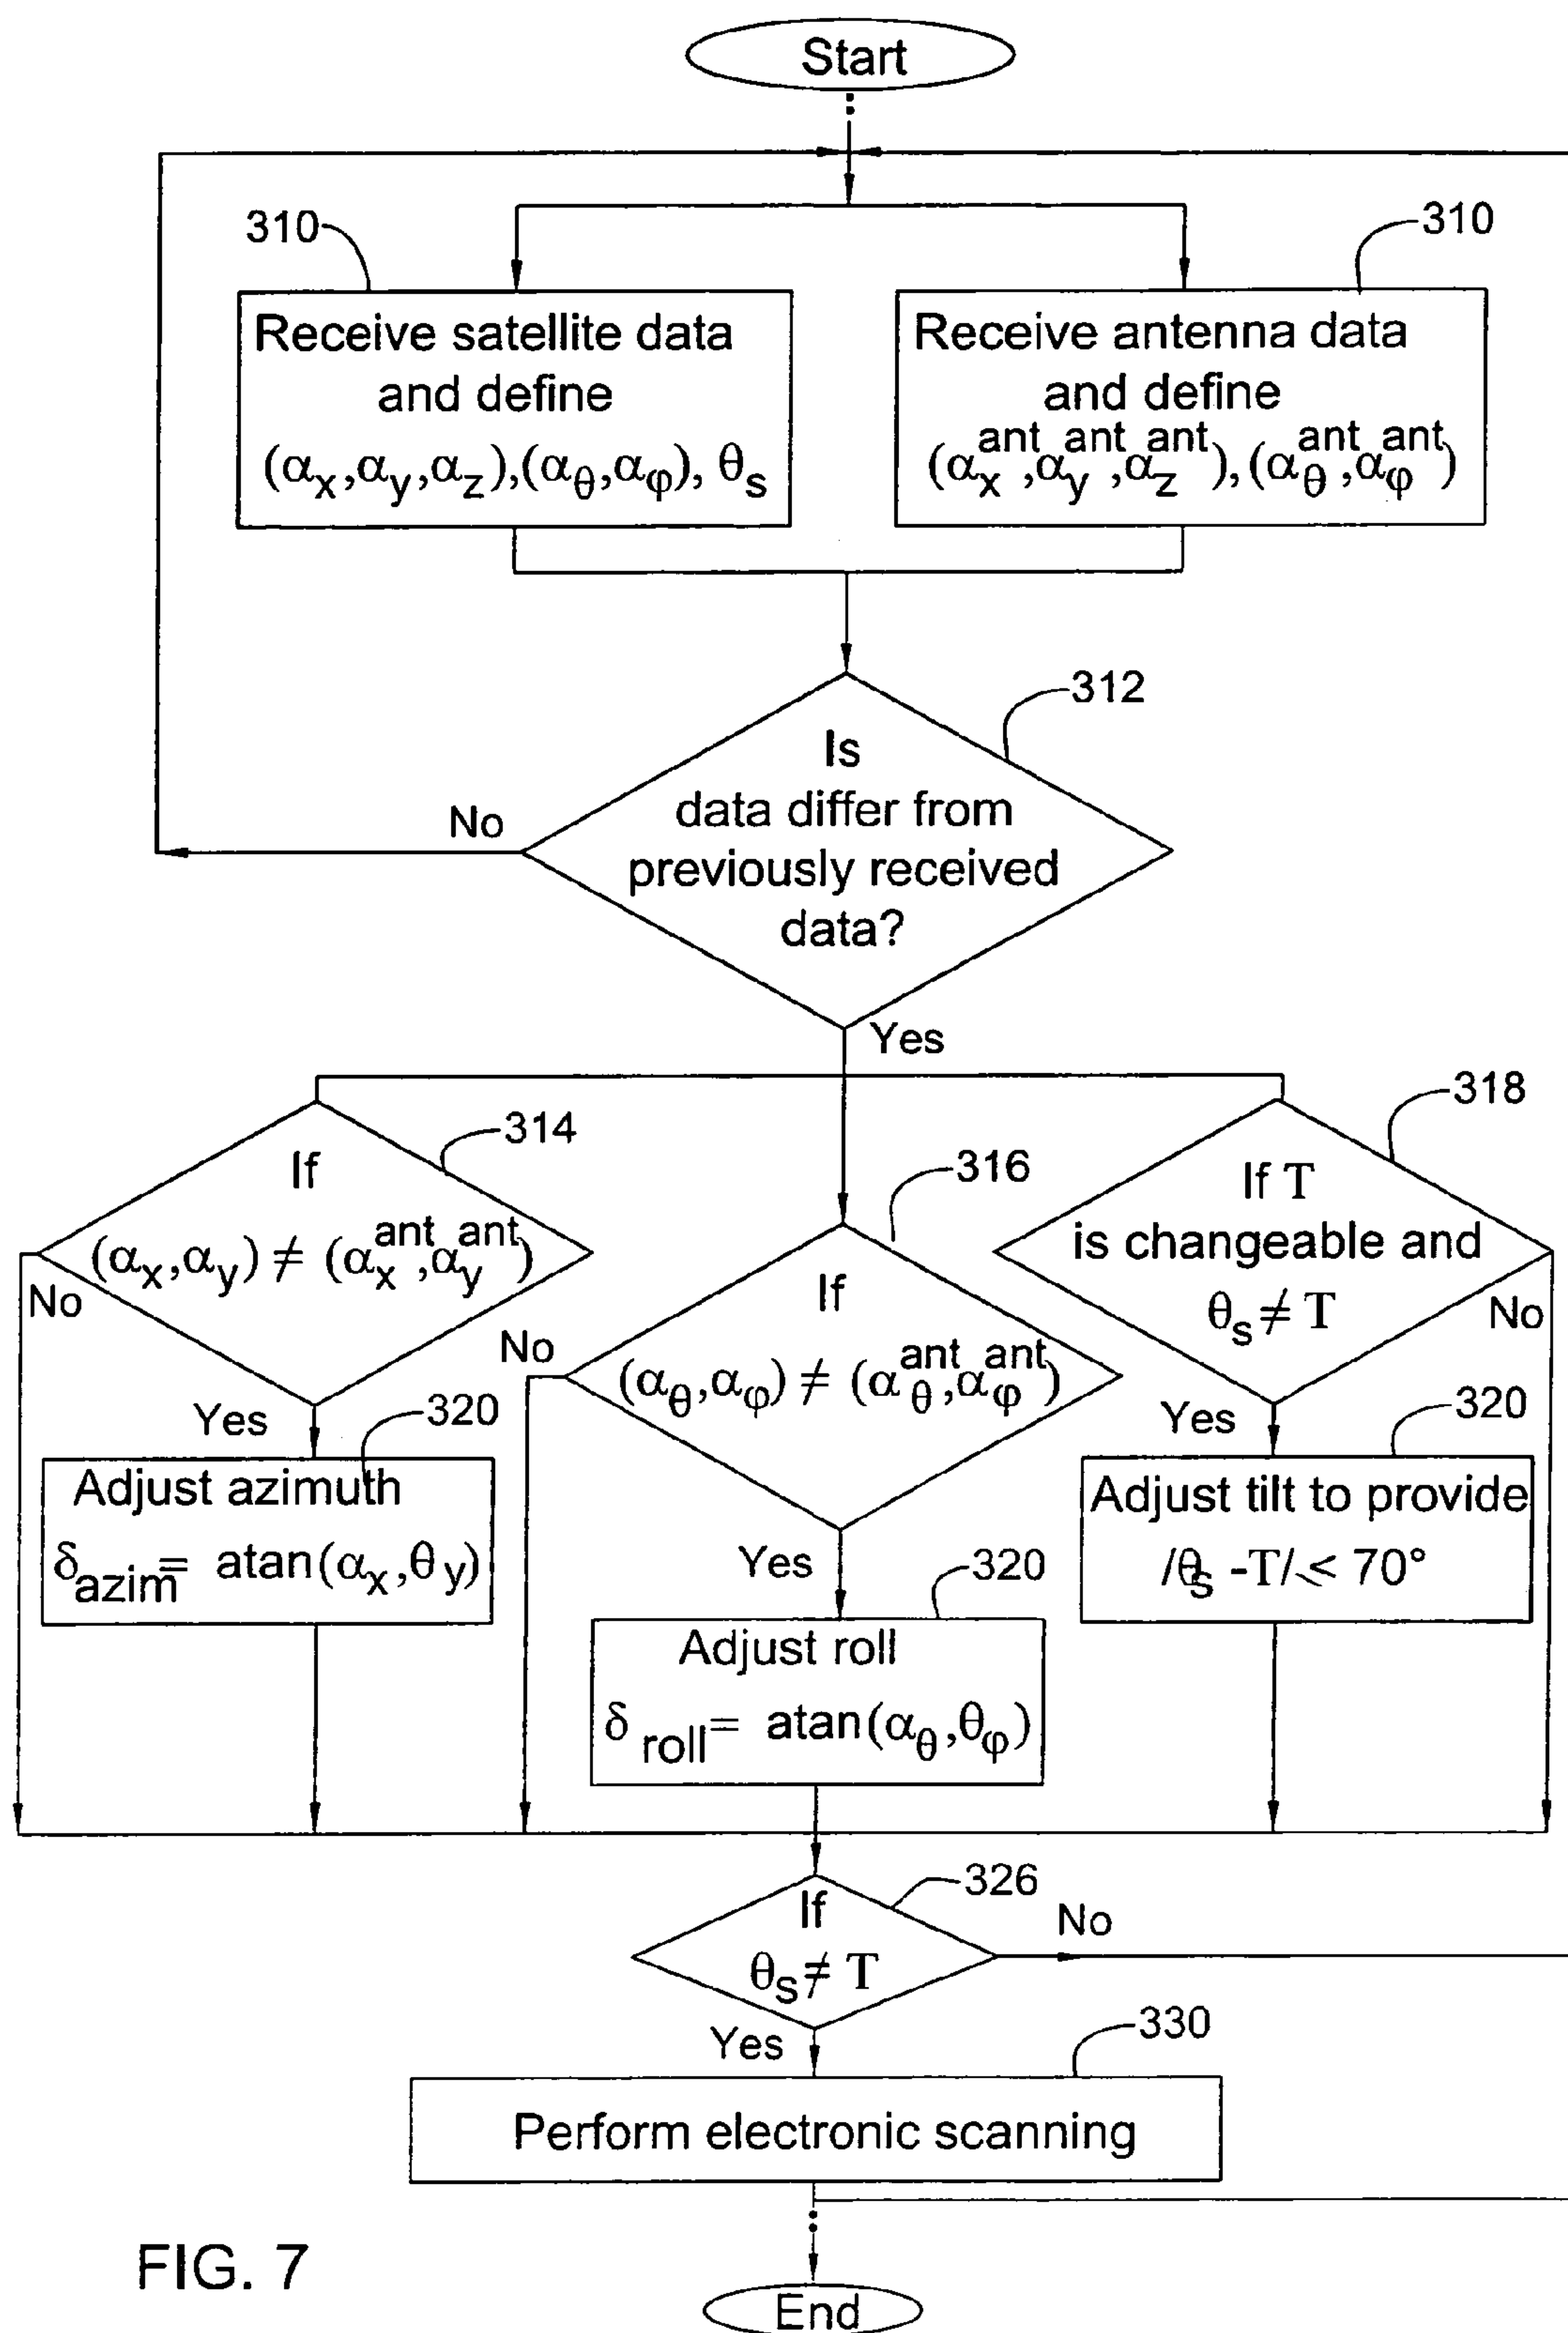 Start
310
310
Receive satellite data
and define
(αx,αy,αz),(αθ,αφ), θs
Receive antenna data
and define
(αx^ant,αy^ant,αz^ant),(αθ^ant,αφ^ant)
312
Is
data differ from
previously received
data?
No
Yes
314
If
(αx,αy) ≠ (αx^ant,αy^ant)
No
Yes
316
If
(αθ,αφ) ≠ (αθ^ant,αφ^ant)
No
Yes
318
If T
is changeable and
θs ≠ T
No
Yes
320
Adjust azimuth
δazim = atan(αx,θy)
320
Adjust roll
δroll = atan(αθ,θφ)
320
Adjust tilt to provide
/θs -T/ ≤ 70°
326
If
θs ≠ T
No
Yes
330
Perform electronic scanning
End
FIG. 7